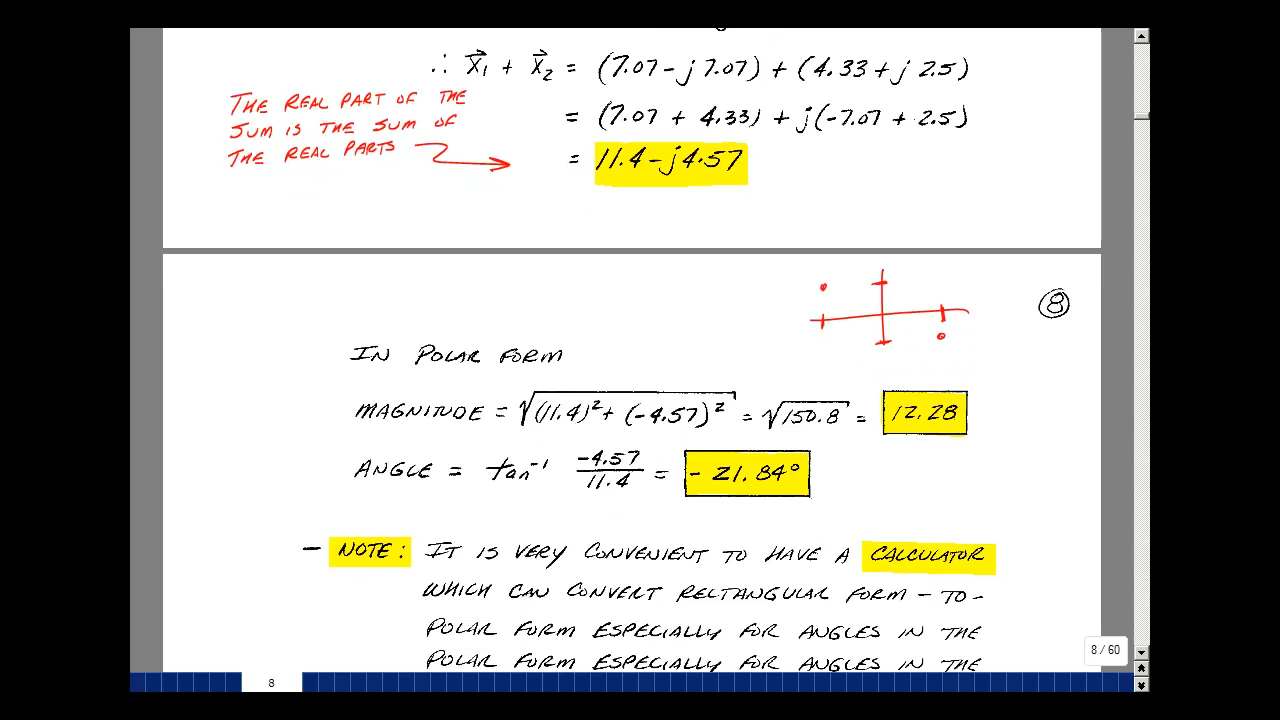 ∴ X⃗1 + X⃗2 = (7.07 - j 7.07) + (4.33 + j 2.5)
= (7.07 + 4.33) + j(-7.07 + 2.5)
= 11.4 - j4.57
THE REAL PART OF THE
SUM IS THE SUM OF
THE REAL PARTS
8
IN POLAR FORM
MAGNITUDE = √(11.4)² + (-4.57)² = √150.8 = 12.28
ANGLE = tan⁻¹ -4.57/11.4 = - 21.84°
- NOTE: IT IS VERY CONVENIENT TO HAVE A CALCULATOR
WHICH CAN CONVERT RECTANGULAR FORM - TO -
POLAR FORM ESPECIALLY FOR ANGLES IN THE
POLAR FORM ESPECIALLY FOR ANGLES IN THE
8 / 60
8